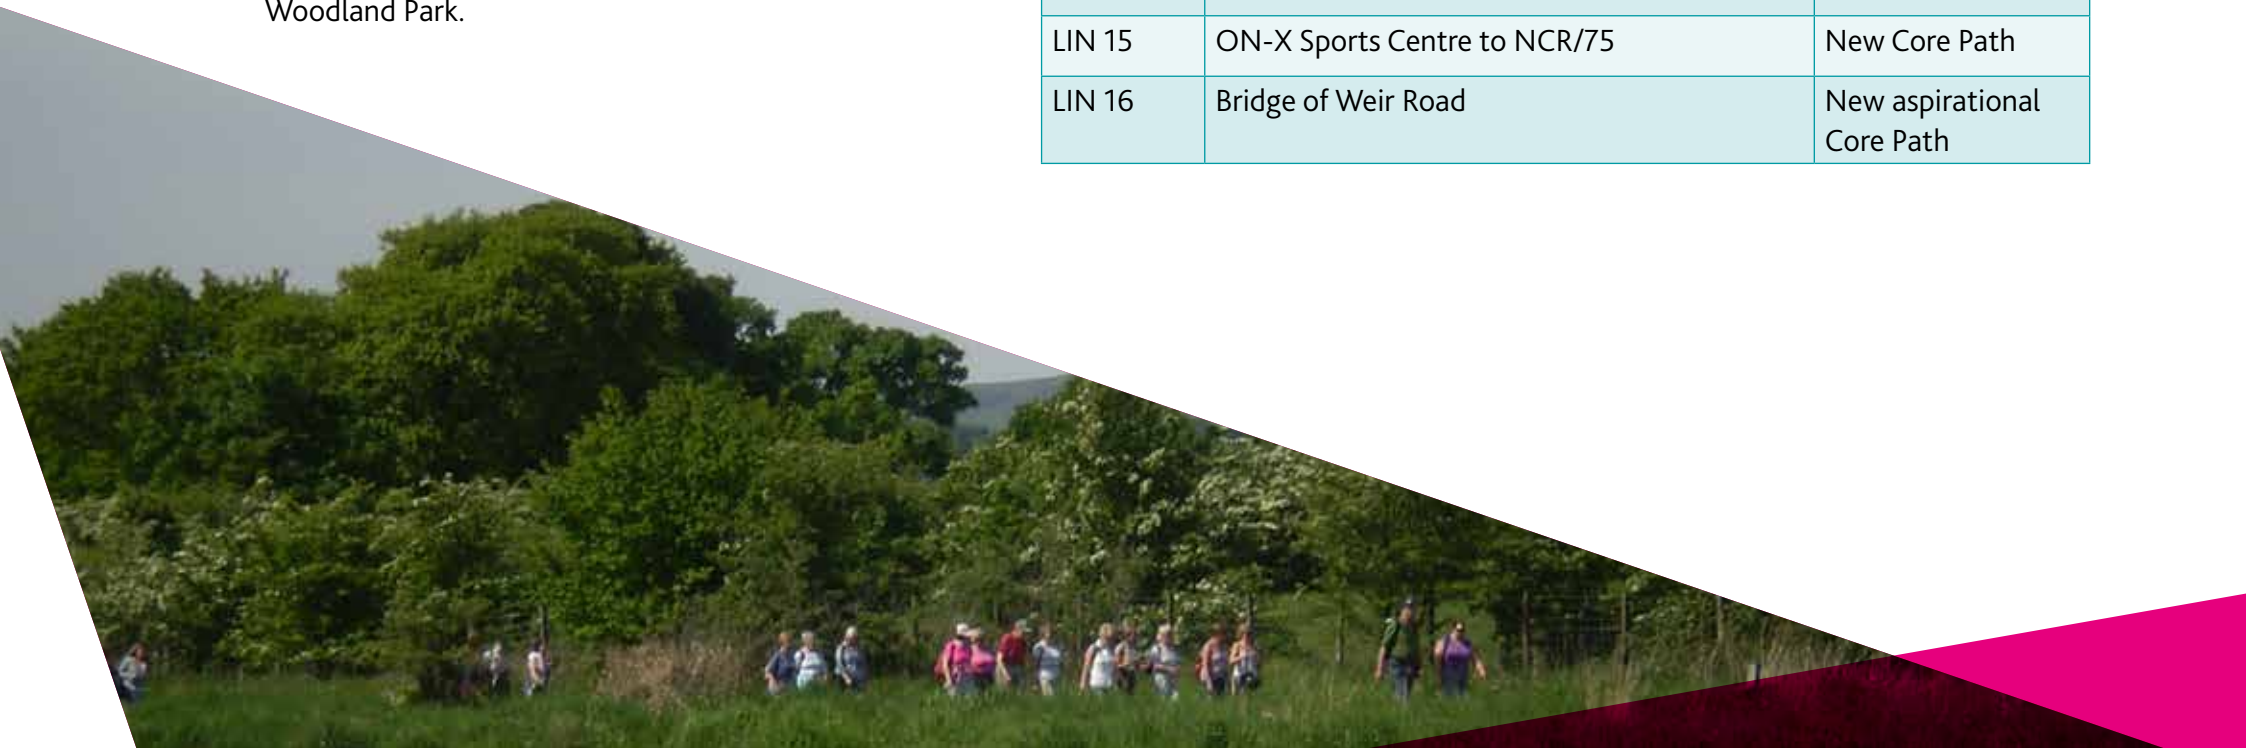 Woodland Park.
LIN 15 ON-X Sports Centre to NCR/75 New Core Path
LIN 16 Bridge of Weir Road New aspirational
Core Path